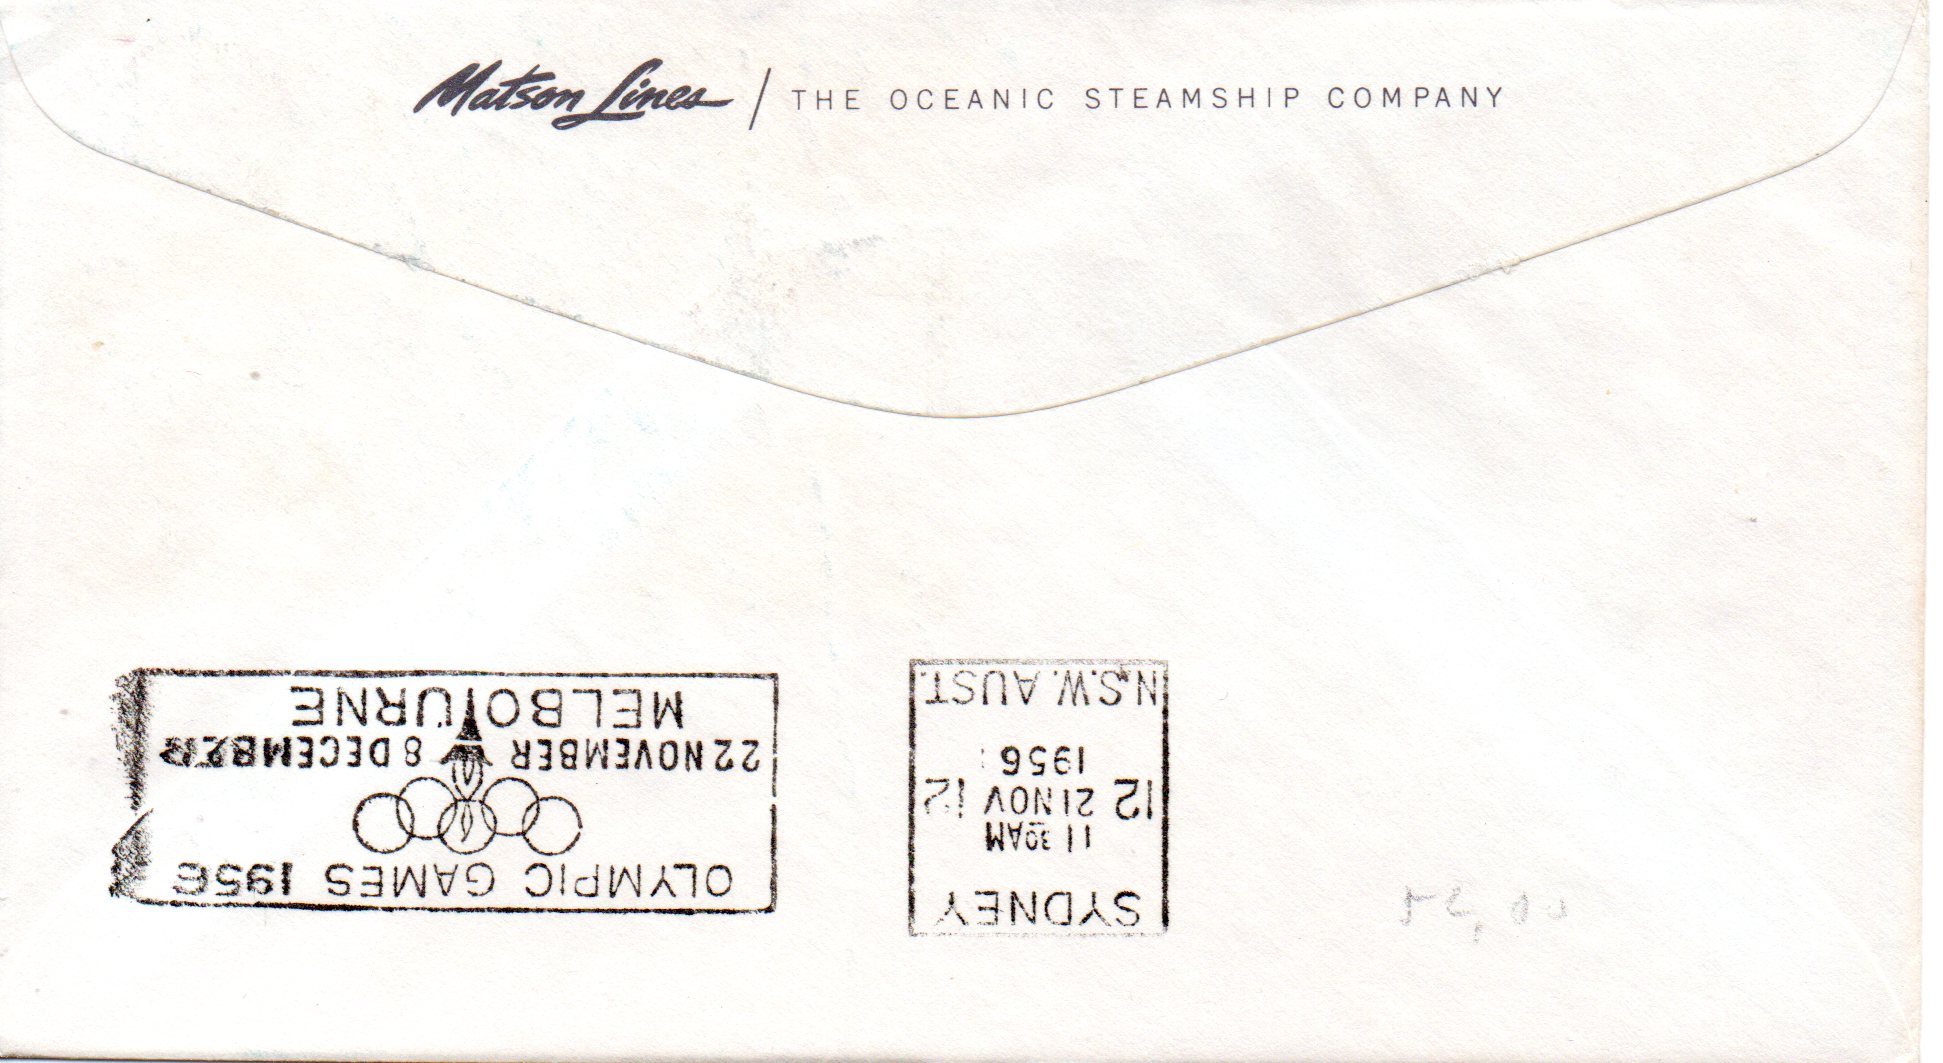 Matson Lines / THE OCEANIC STEAMSHIP COMPANY
SYDNEY
11 30AM
12 21 NOV 12
1956
N.S.W. AUST.
OLYMPIC GAMES 1956
22 NOVEMBER 8 DECEMBER
MELBOURNE